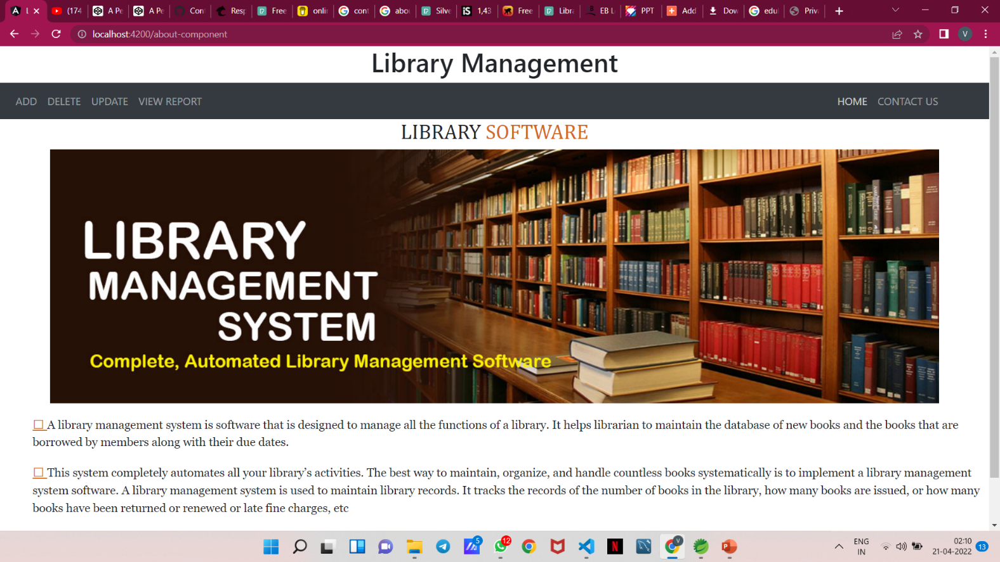 L
(174
A Pe
A Pe
Con
Resp
Free
onlin
cont
abou
Silve
1,43
Free
Libra
EB L
PPT
Add
Dow
edu
Priv
localhost:4200/about-component
V
Library Management
ADD DELETE UPDATE VIEW REPORT HOME CONTACT US
LIBRARY SOFTWARE
LIBRARY
MANAGEMENT
SYSTEM
Complete, Automated Library Management Software
☐ A library management system is software that is designed to manage all the functions of a library. It helps librarian to maintain the database of new books and the books that are
borrowed by members along with their due dates.
☐ This system completely automates all your library’s activities. The best way to maintain, organize, and handle countless books systematically is to implement a library management
system software. A library management system is used to maintain library records. It tracks the records of the number of books in the library, how many books are issued, or how many
books have been returned or renewed or late fine charges, etc
5
12
V
ENG
IN
02:10
21-04-2022
13